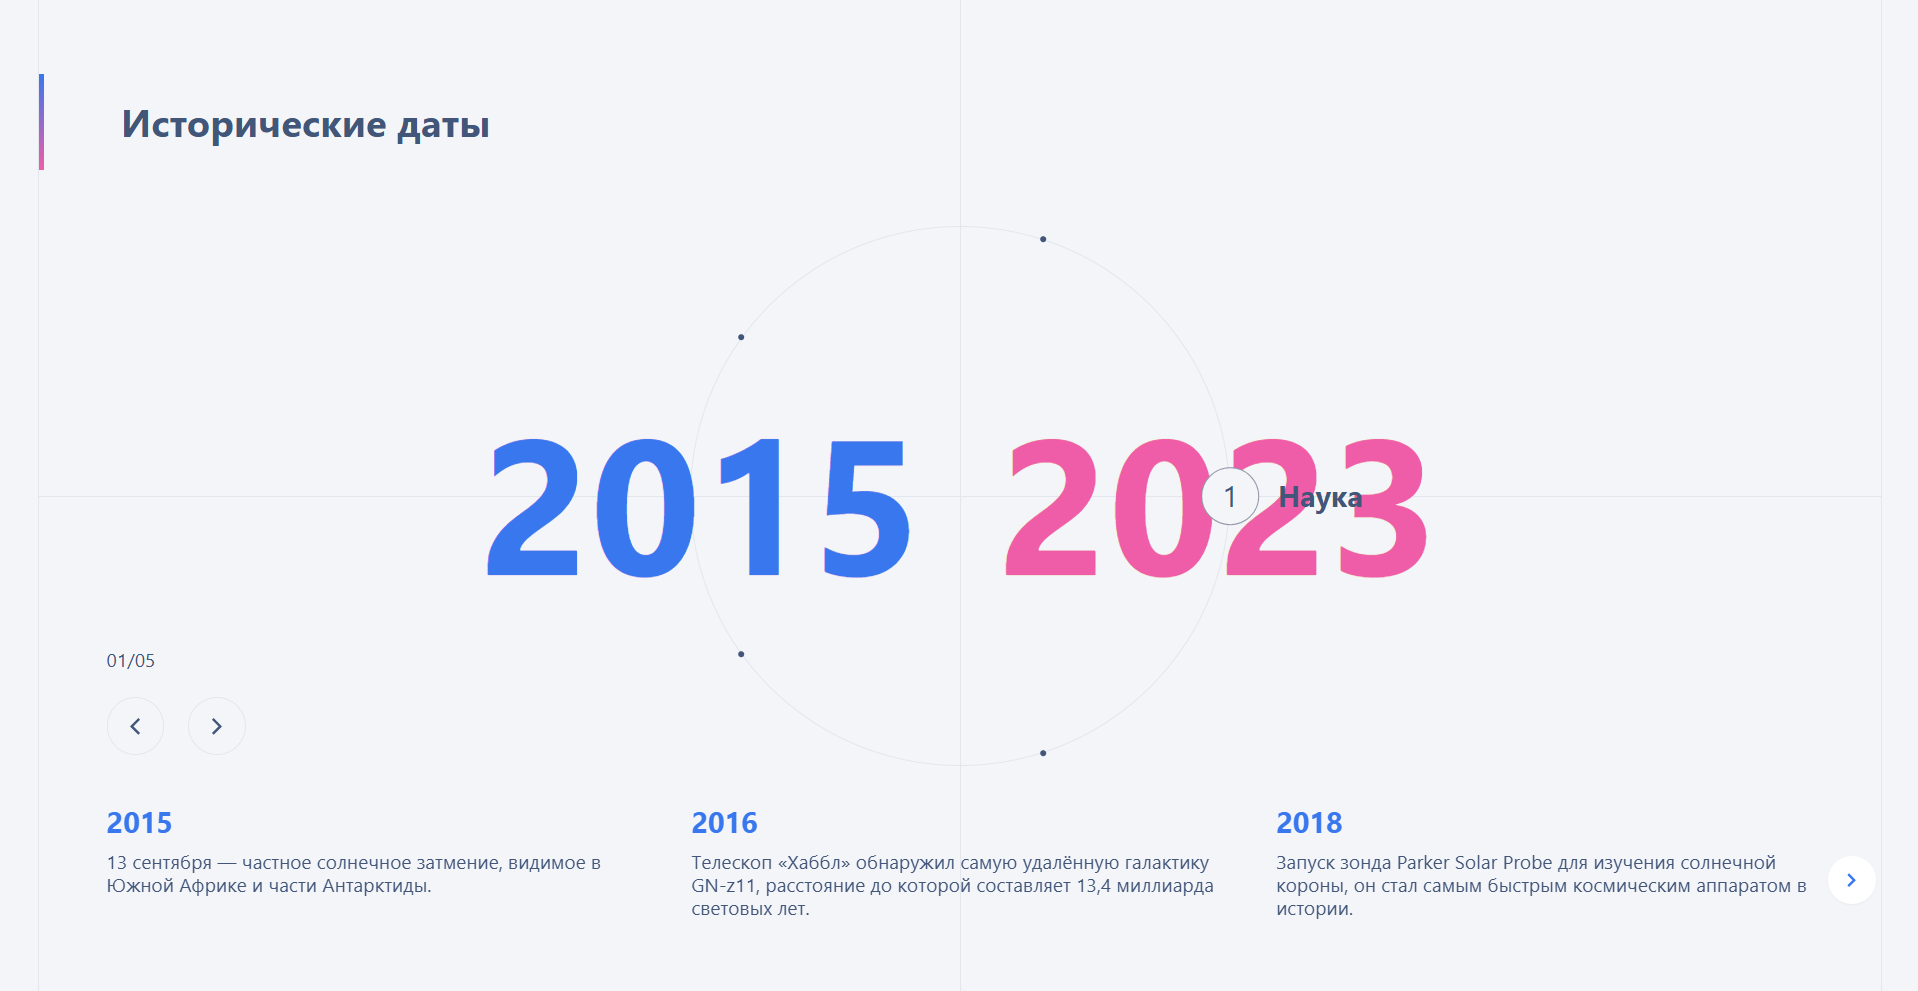 Исторические даты
2015 2023
1 Наука
01/05
2015
13 сентября — частное солнечное затмение, видимое в
Южной Африке и части Антарктиды.
2016
Телескоп «Хаббл» обнаружил самую удалённую галактику
GN-z11, расстояние до которой составляет 13,4 миллиарда
световых лет.
2018
Запуск зонда Parker Solar Probe для изучения солнечной
короны, он стал самым быстрым космическим аппаратом в
истории.